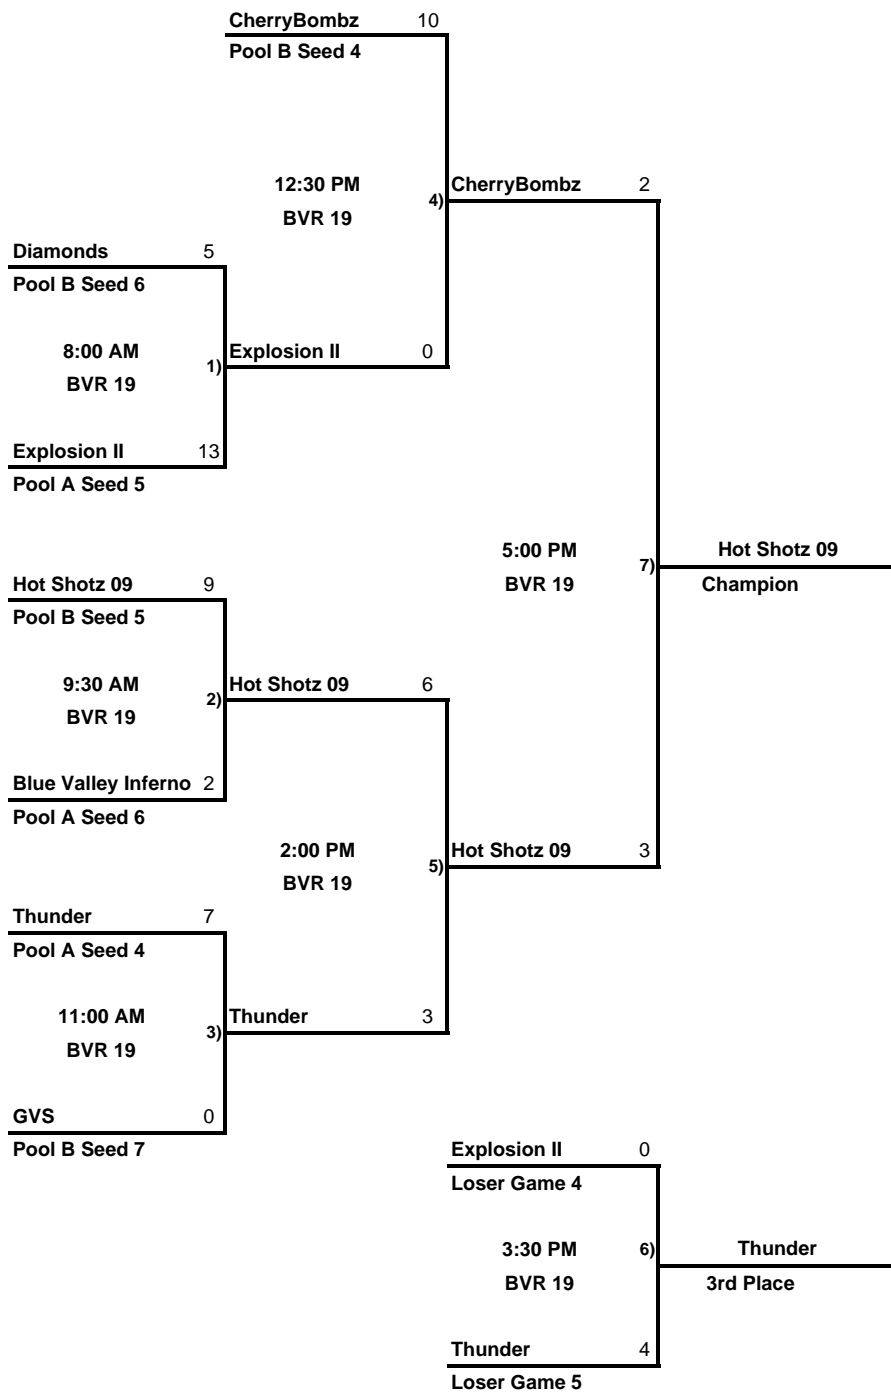 CherryBombz 10
Pool B Seed 4
12:30 PM
BVR 19
4) CherryBombz 2
Diamonds 5
Pool B Seed 6
8:00 AM
BVR 19
1) Explosion II 0
Explosion II 13
Pool A Seed 5
5:00 PM
BVR 19
7) Hot Shotz 09
Champion
Hot Shotz 09 9
Pool B Seed 5
9:30 AM
BVR 19
2) Hot Shotz 09 6
Blue Valley Inferno 2
Pool A Seed 6
2:00 PM
BVR 19
5) Hot Shotz 09 3
Thunder 7
Pool A Seed 4
11:00 AM
BVR 19
3) Thunder 3
GVS 0
Pool B Seed 7
Explosion II 0
Loser Game 4
3:30 PM
BVR 19
6) Thunder
3rd Place
Thunder 4
Loser Game 5